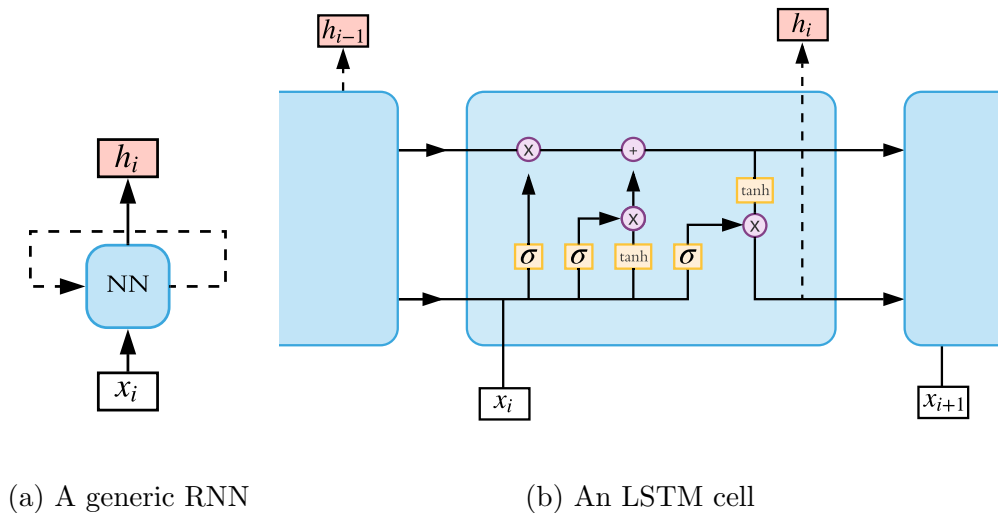 h_{i-1}
h_i
h_i
X
+
tanh
X
X
σ
σ
tanh
σ
NN
x_i
x_i
x_{i+1}
(a) A generic RNN
(b) An LSTM cell